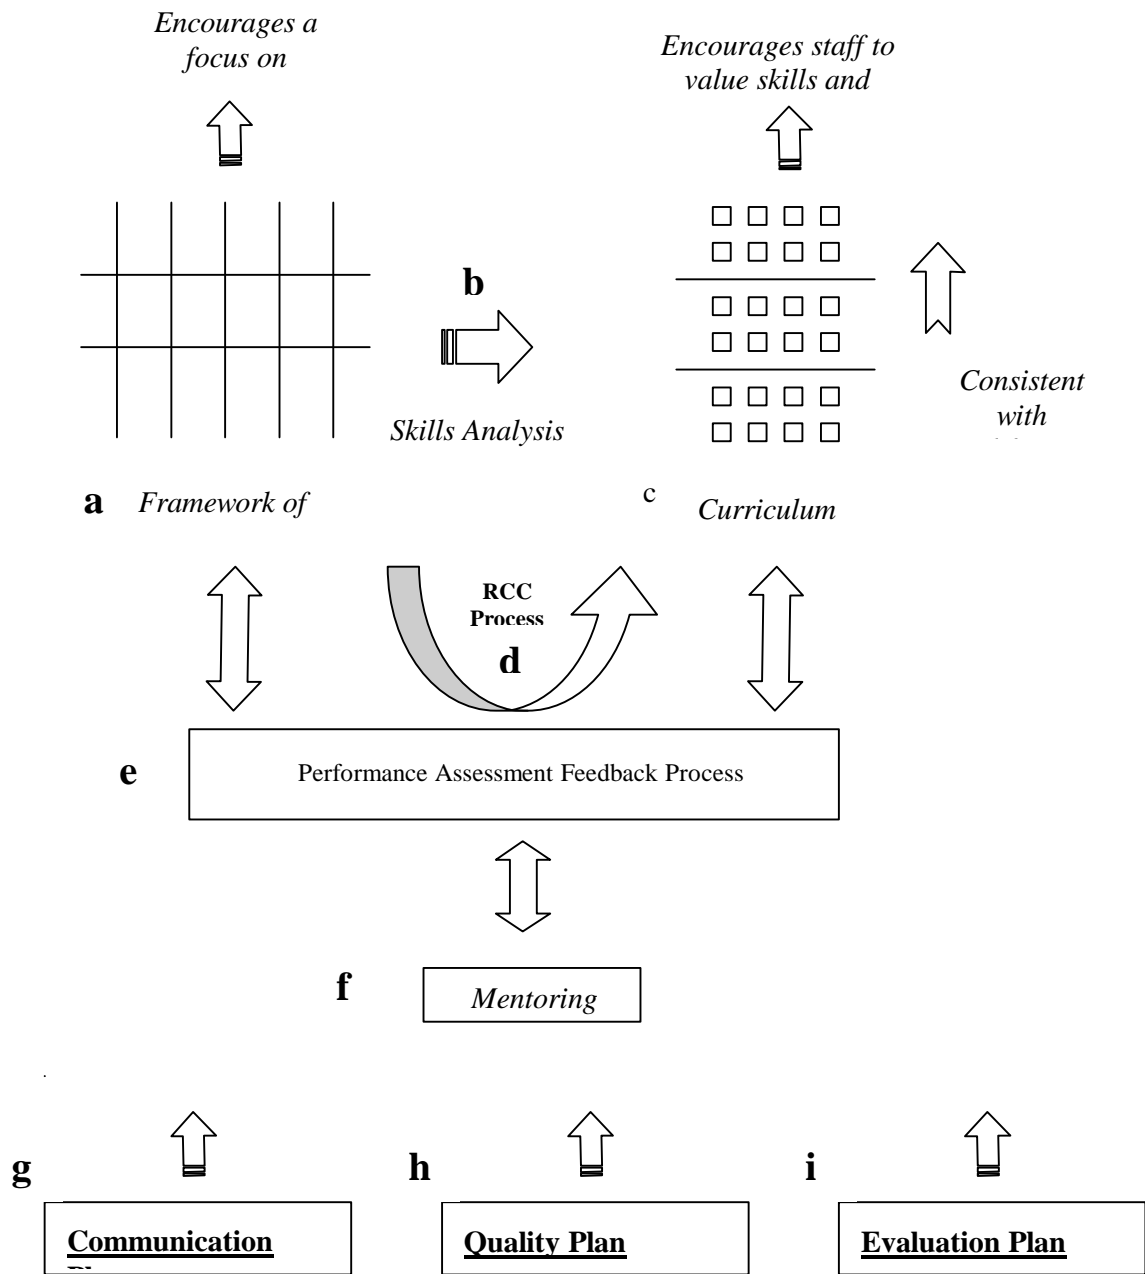 Encourages a
focus on
Encourages staff to
value skills and
b
Skills Analysis
Consistent
with
a
Framework of
c
Curriculum
RCC
Process
d
e
Performance Assessment Feedback Process
f
Mentoring
g
h
i
Communication
Quality Plan
Evaluation Plan